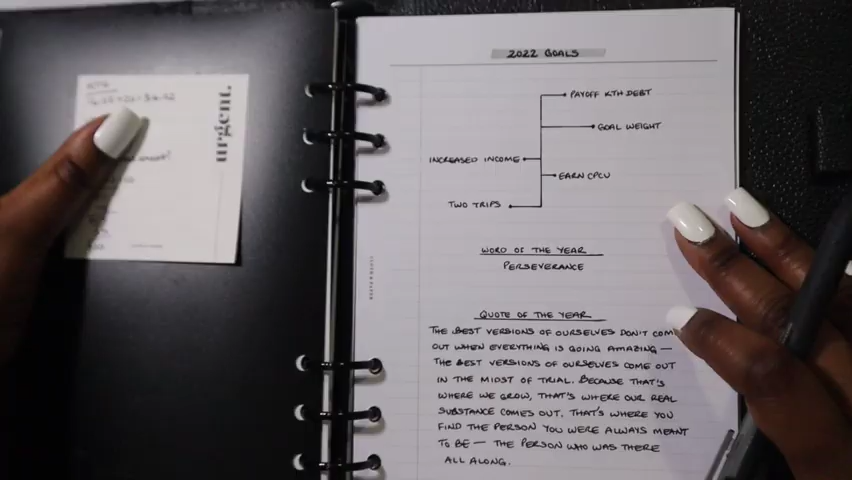 urgent.
2022 GOALS
PAYOFF KTH DEBT
GOAL WEIGHT
INCREASED INCOME
EARN CPCU
TWO TRIPS
WORD OF THE YEAR
PERSEVERANCE
QUOTE OF THE YEAR
THE BEST VERSIONS OF OURSELVES DON'T COM
OUT WHEN EVERYTHING IS GOING AMAZING—
THE BEST VERSIONS OF OURSELVES COME OUT
IN THE MIDST OF TRIAL. BECAUSE THAT'S
WHERE WE GROW, THAT'S WHERE OUR REAL
SUBSTANCE COMES OUT. THAT'S WHERE YOU
FIND THE PERSON YOU WERE ALWAYS MEANT
TO BE— THE PERSON WHO WAS THERE
ALL ALONG.